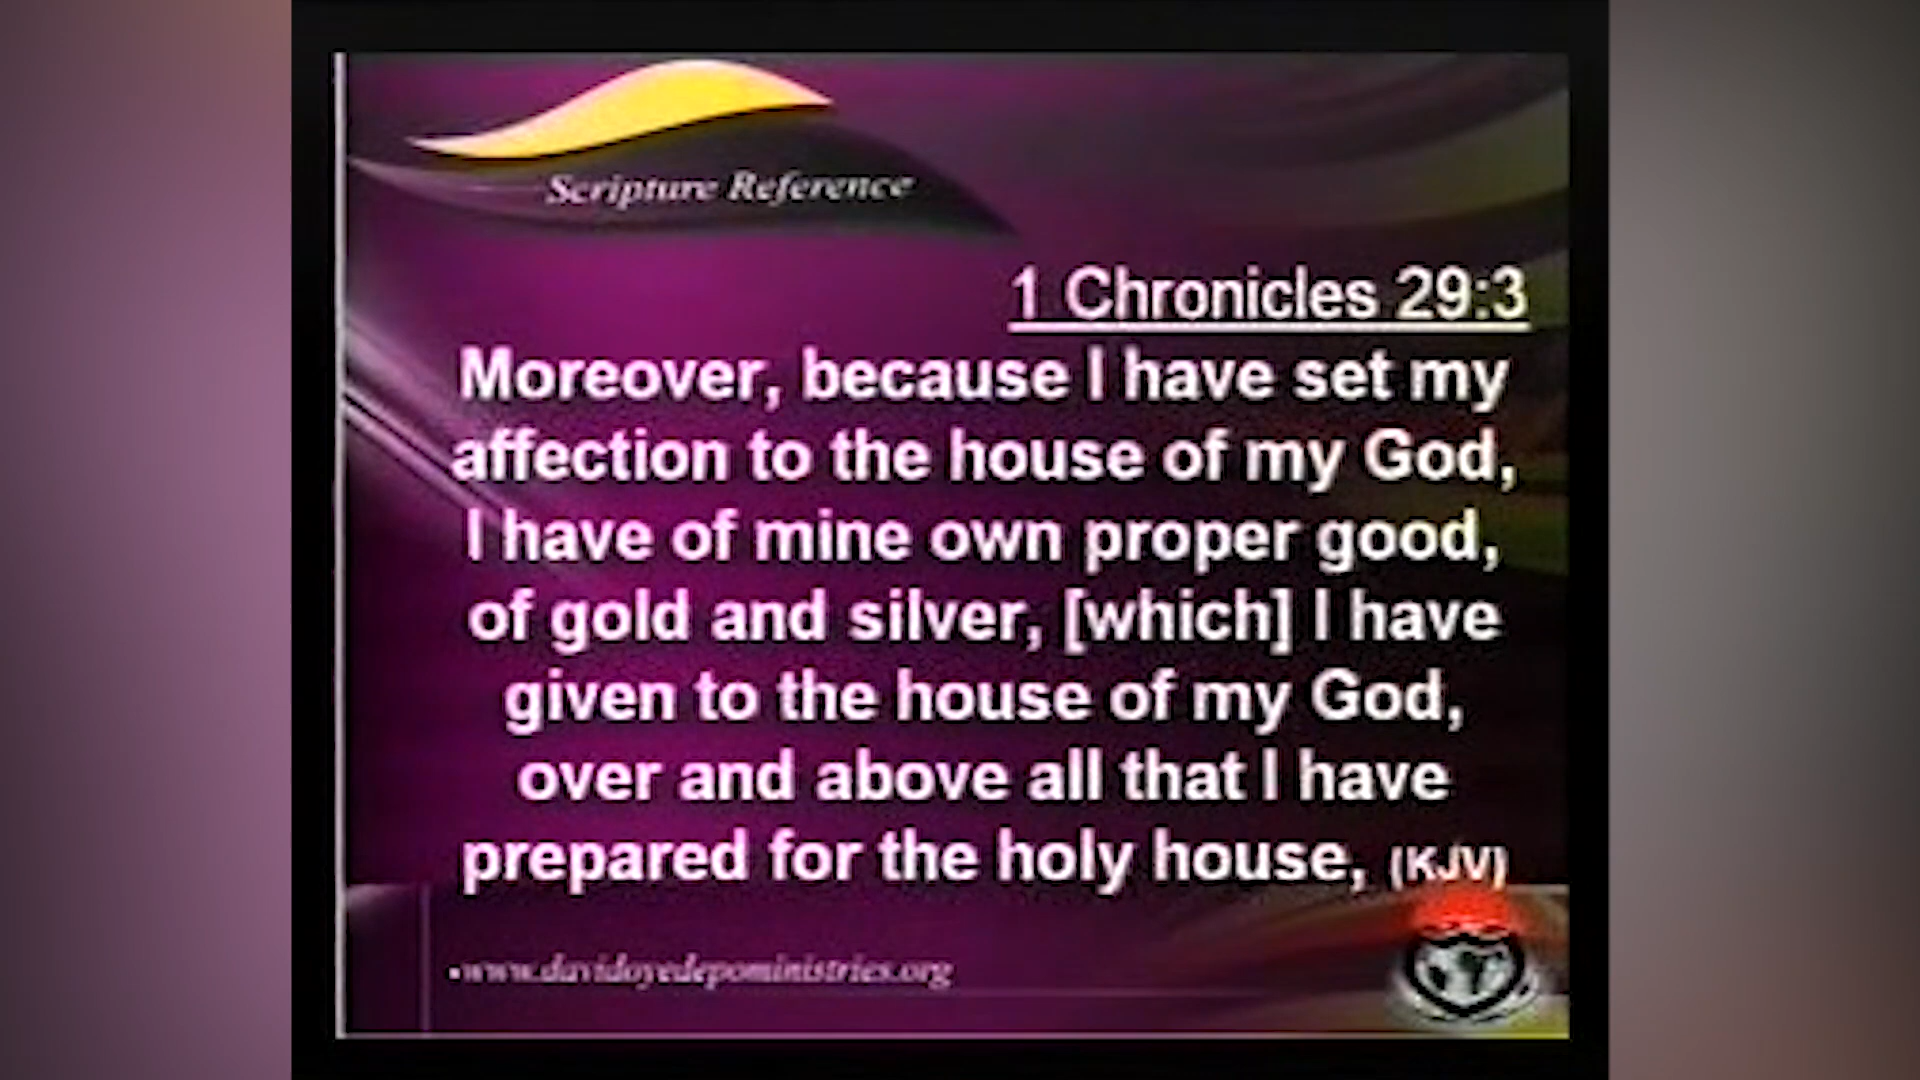 Scripture Reference
1 Chronicles 29:3
Moreover, because I have set my
affection to the house of my God,
I have of mine own proper good,
of gold and silver, [which] I have
given to the house of my God,
over and above all that I have
prepared for the holy house, (KJV)
www.davidoyedepoministries.org